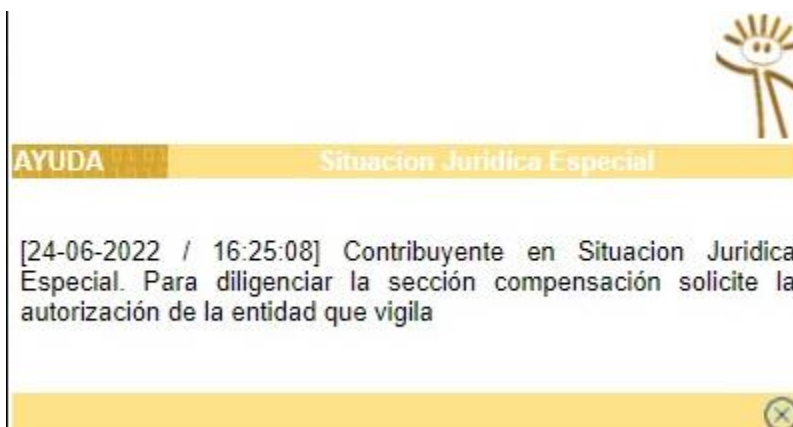 AYUDA Situacion Juridica Especial
[24-06-2022 / 16:25:08] Contribuyente en Situacion Juridica
Especial. Para diligenciar la sección compensación solicite la
autorización de la entidad que vigila